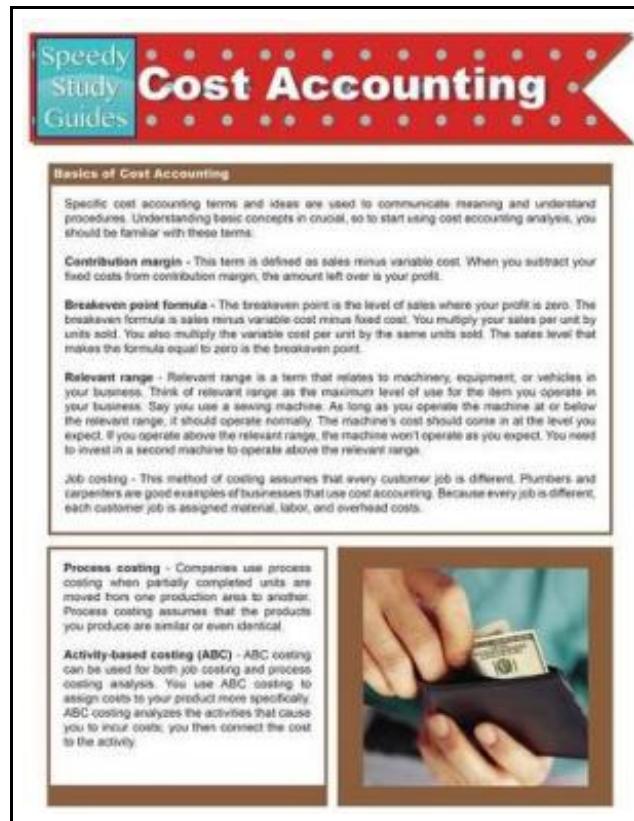 Speedy
Study
Guides
Cost Accounting
Basics of Cost Accounting
Specific cost accounting terms and ideas are used to communicate meaning and understand
procedures. Understanding basic concepts in crucial, so to start using cost accounting analysis, you
should be familiar with these terms:
Contribution margin - This term is defined as sales minus variable cost. When you subtract your
fixed costs from contribution margin, the amount left over is your profit.
Breakeven point formula - The breakeven point is the level of sales where your profit is zero. The
breakeven formula is sales minus variable cost minus fixed cost. You multiply your sales per unit by
units sold. You also multiply the variable cost per unit by the same units sold. The sales level that
makes the formula equal to zero is the breakeven point.
Relevant range - Relevant range is a term that relates to machinery, equipment, or vehicles in
your business. Think of relevant range as the maximum level of use for the item you operate in
your business. Say you use a sewing machine. As long as you operate the machine at or below
the relevant range, it should operate normally. The machine's cost should come in at the level you
expect. If you operate above the relevant range, the machine won't operate as you expect. You need
to invest in a second machine to operate above the relevant range.
Job costing - This method of costing assumes that every customer job is different. Plumbers and
carpenters are good examples of businesses that use cost accounting. Because every job is different,
each customer job is assigned material, labor, and overhead costs.
Process costing - Companies use process
costing when partially completed units are
moved from one production area to another.
Process costing assumes that the products
you produce are similar or even identical.
Activity-based costing (ABC) - ABC costing
can be used for both job costing and process
costing analysis. You use ABC costing to
assign costs to your product more specifically.
ABC costing analyzes the activities that cause
you to incur costs; you then connect the cost
to the activity.